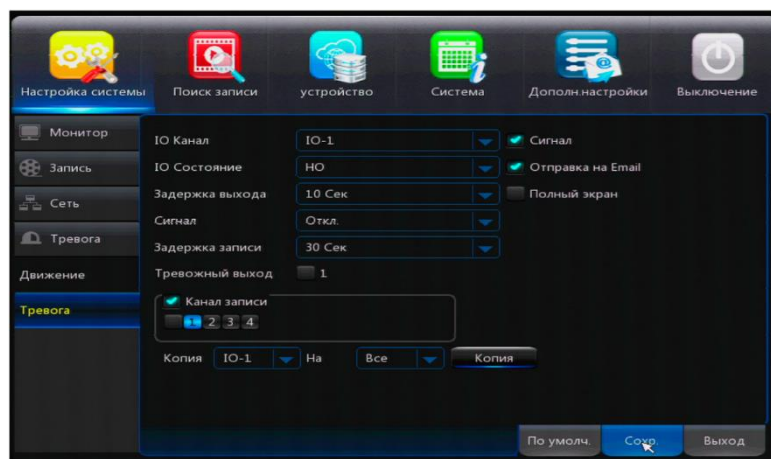 Настройка системы Поиск записи устройство Система Дополн.настройки Выключение
Монитор
Запись
Сеть
Тревога
Движение
Тревога
IO Канал IO-1 Сигнал
IO Состояние НО Отправка на Email
Задержка выхода 10 Сек Полный экран
Сигнал Откл.
Задержка записи 30 Сек
Тревожный выход 1
Канал записи
1 2 3 4
Копия IO-1 На Все Копия
По умолч. Сохр. Выход